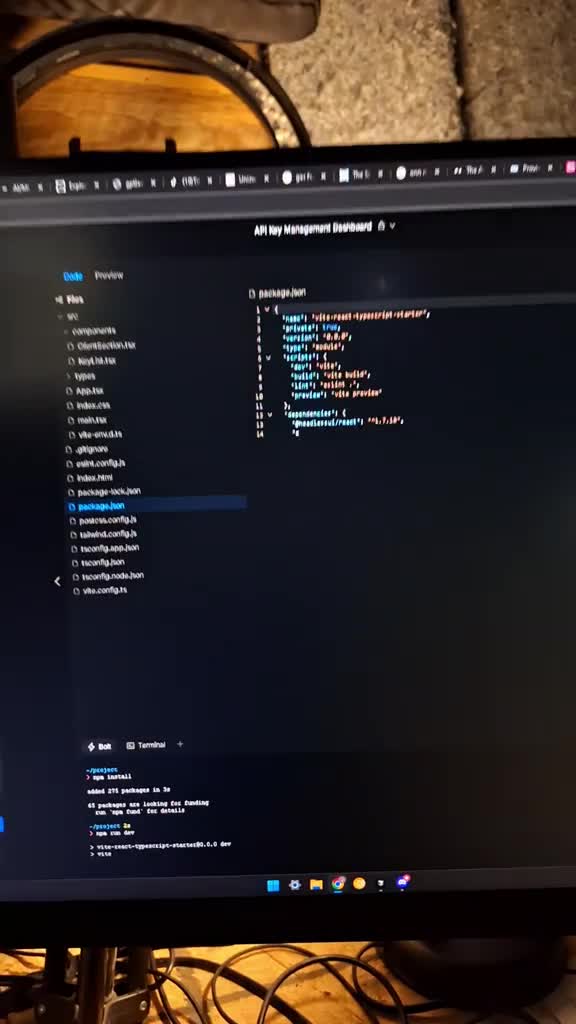 API Key Management Dashboard
Code Preview
Files
src
components
ClientSection.tsx
KeyList.tsx
types
App.tsx
index.css
main.tsx
vite-env.d.ts
.gitignore
eslint.config.js
index.html
package-lock.json
package.json
postcss.config.js
tailwind.config.js
tsconfig.app.json
tsconfig.json
tsconfig.node.json
vite.config.ts
package.json
1 {
2 "name": "vite-react-typescript-starter",
3 "private": true,
4 "version": "0.0.0",
5 "type": "module",
6 "scripts": {
7 "dev": "vite",
8 "build": "vite build",
9 "lint": "eslint .",
10 "preview": "vite preview"
11 },
12 "dependencies": {
13 "@headlessui/react": "^1.7.18",
14
Bolt Terminal +
~/project
> npm install
added 275 packages in 3s
65 packages are looking for funding
run `npm fund` for details
~/project 2s
> npm run dev
> vite-react-typescript-starter@0.0.0 dev
> vite